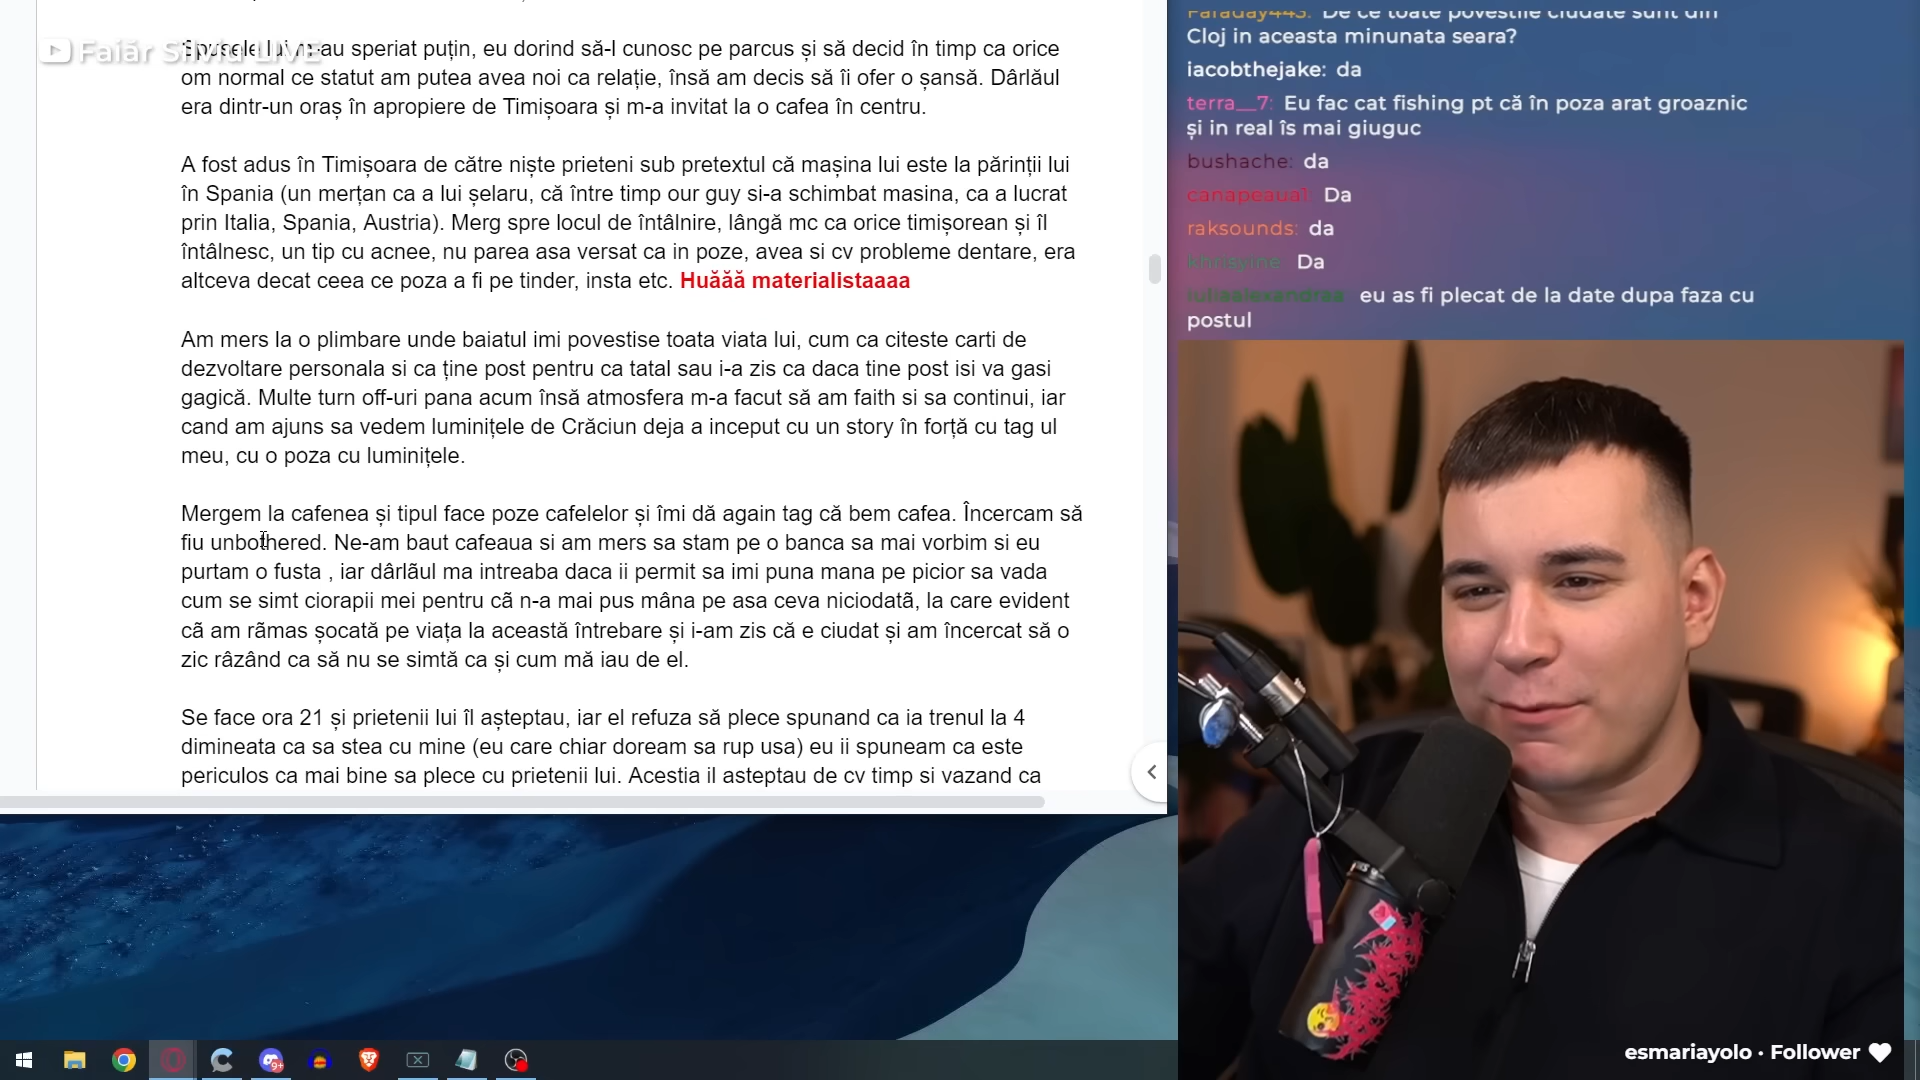 Faiăr Silviu LIVE
Spusele lui m-au speriat puțin, eu dorind să-l cunosc pe parcus și să decid în timp ca orice
om normal ce statut am putea avea noi ca relație, însă am decis să îi ofer o șansă. Dârlăul
era dintr-un oraș în apropiere de Timișoara și m-a invitat la o cafea în centru.
A fost adus în Timișoara de către niște prieteni sub pretextul că mașina lui este la părinții lui
în Spania (un merțan ca a lui șelaru, că între timp our guy si-a schimbat masina, ca a lucrat
prin Italia, Spania, Austria). Merg spre locul de întâlnire, lângă mc ca orice timișorean și îl
întâlnesc, un tip cu acnee, nu parea asa versat ca in poze, avea si cv probleme dentare, era
altceva decat ceea ce poza a fi pe tinder, insta etc. Huăăă materialistaaaa
Am mers la o plimbare unde baiatul imi povestise toata viata lui, cum ca citeste carti de
dezvoltare personala si ca ține post pentru ca tatal sau i-a zis ca daca tine post isi va gasi
gagică. Multe turn off-uri pana acum însă atmosfera m-a facut să am faith si sa continui, iar
cand am ajuns sa vedem luminițele de Crăciun deja a inceput cu un story în forță cu tag ul
meu, cu o poza cu luminițele.
Mergem la cafenea și tipul face poze cafelelor și îmi dă again tag că bem cafea. Încercam să
fiu unbothered. Ne-am baut cafeaua si am mers sa stam pe o banca sa mai vorbim si eu
purtam o fusta , iar dârlãul ma intreaba daca ii permit sa imi puna mana pe picior sa vada
cum se simt ciorapii mei pentru cã n-a mai pus mâna pe asa ceva niciodatã, la care evident
cã am rãmas șocată pe viața la această întrebare și i-am zis că e ciudat și am încercat să o
zic râzând ca să nu se simtă ca și cum mă iau de el.
Se face ora 21 și prietenii lui îl așteptau, iar el refuza să plece spunand ca ia trenul la 4
dimineata ca sa stea cu mine (eu care chiar doream sa rup usa) eu ii spuneam ca este
periculos ca mai bine sa plece cu prietenii lui. Acestia il asteptau de cv timp si vazand ca
Faraday443: De ce toate povestile ciudate sunt din
Cloj in aceasta minunata seara?
iacobthejake: da
terra__7: Eu fac cat fishing pt că în poza arat groaznic
și in real îs mai giuguc
bushache: da
canapeaua1: Da
raksounds: da
Da
iuliaalexandraa: eu as fi plecat de la date dupa faza cu
postul
9+
esmariayolo · Follower